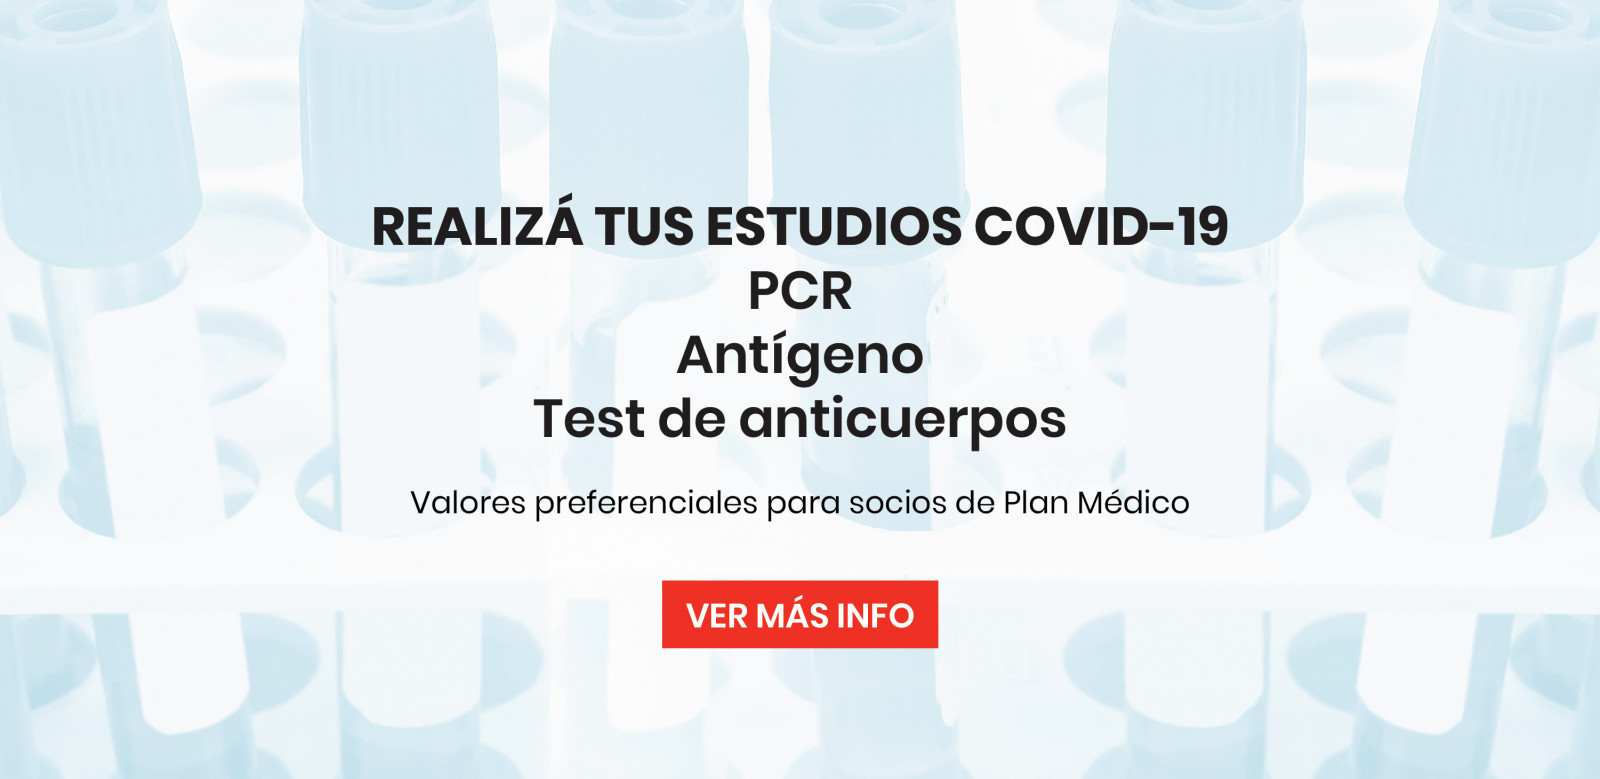 REALIZÁ TUS ESTUDIOS COVID-19
PCR
Antígeno
Test de anticuerpos
Valores preferenciales para socios de Plan Médico
VER MÁS INFO